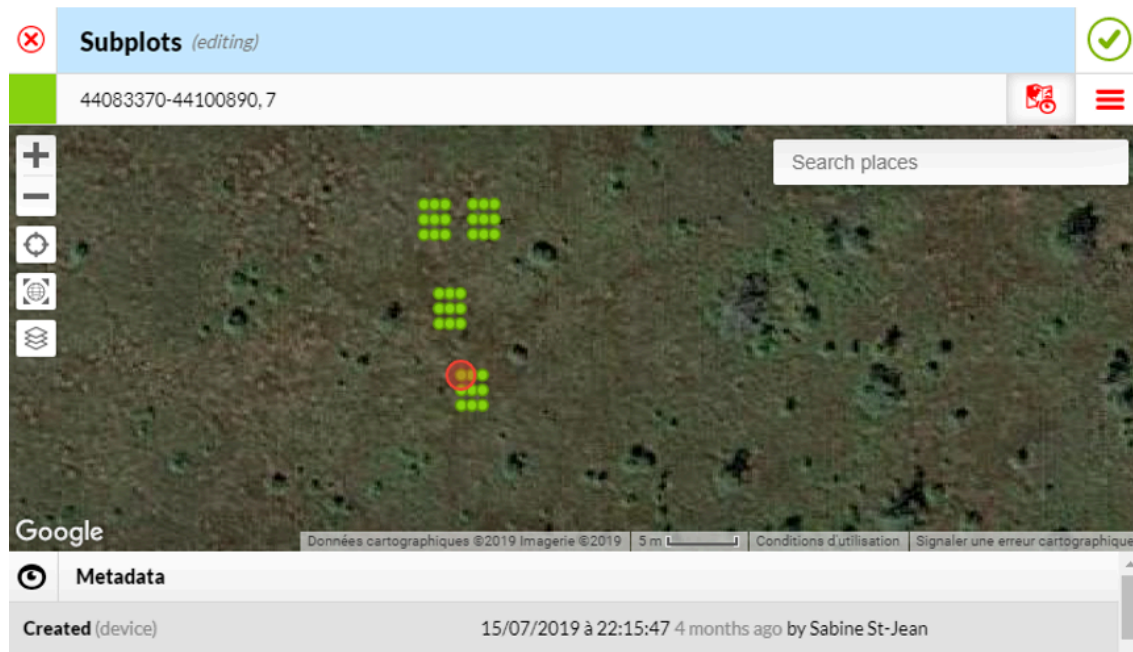 Subplots (editing)
44083370-44100890, 7
Search places
Google
Données cartographiques ©2019 Imagerie ©2019 5 m Conditions d'utilisation Signaler une erreur cartographique
Metadata
Created (device) 15/07/2019 à 22:15:47 4 months ago by Sabine St-Jean